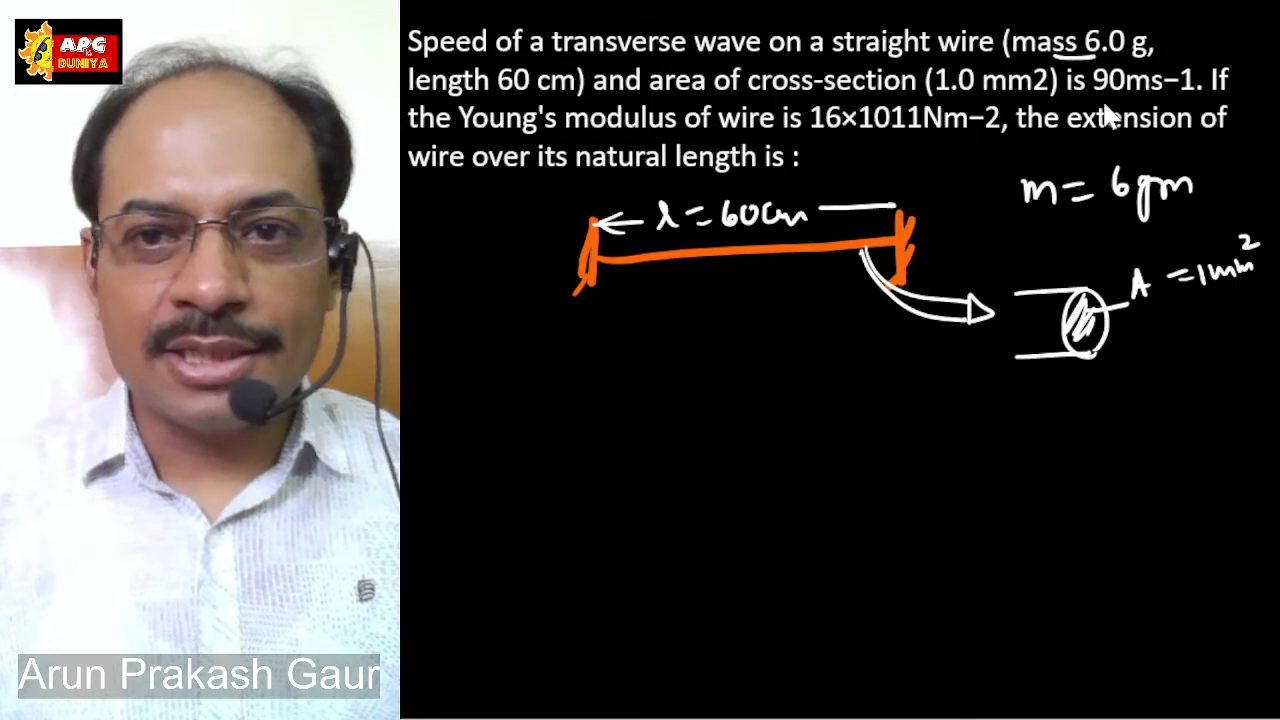 APG
is
DUNIYA
Speed of a transverse wave on a straight wire (mass 6.0 g,
length 60 cm) and area of cross-section (1.0 mm2) is 90ms−1. If
the Young's modulus of wire is 16×1011Nm−2, the extension of
wire over its natural length is :
l = 60cm
m = 6gm
A = 1mm²
Arun Prakash Gaur